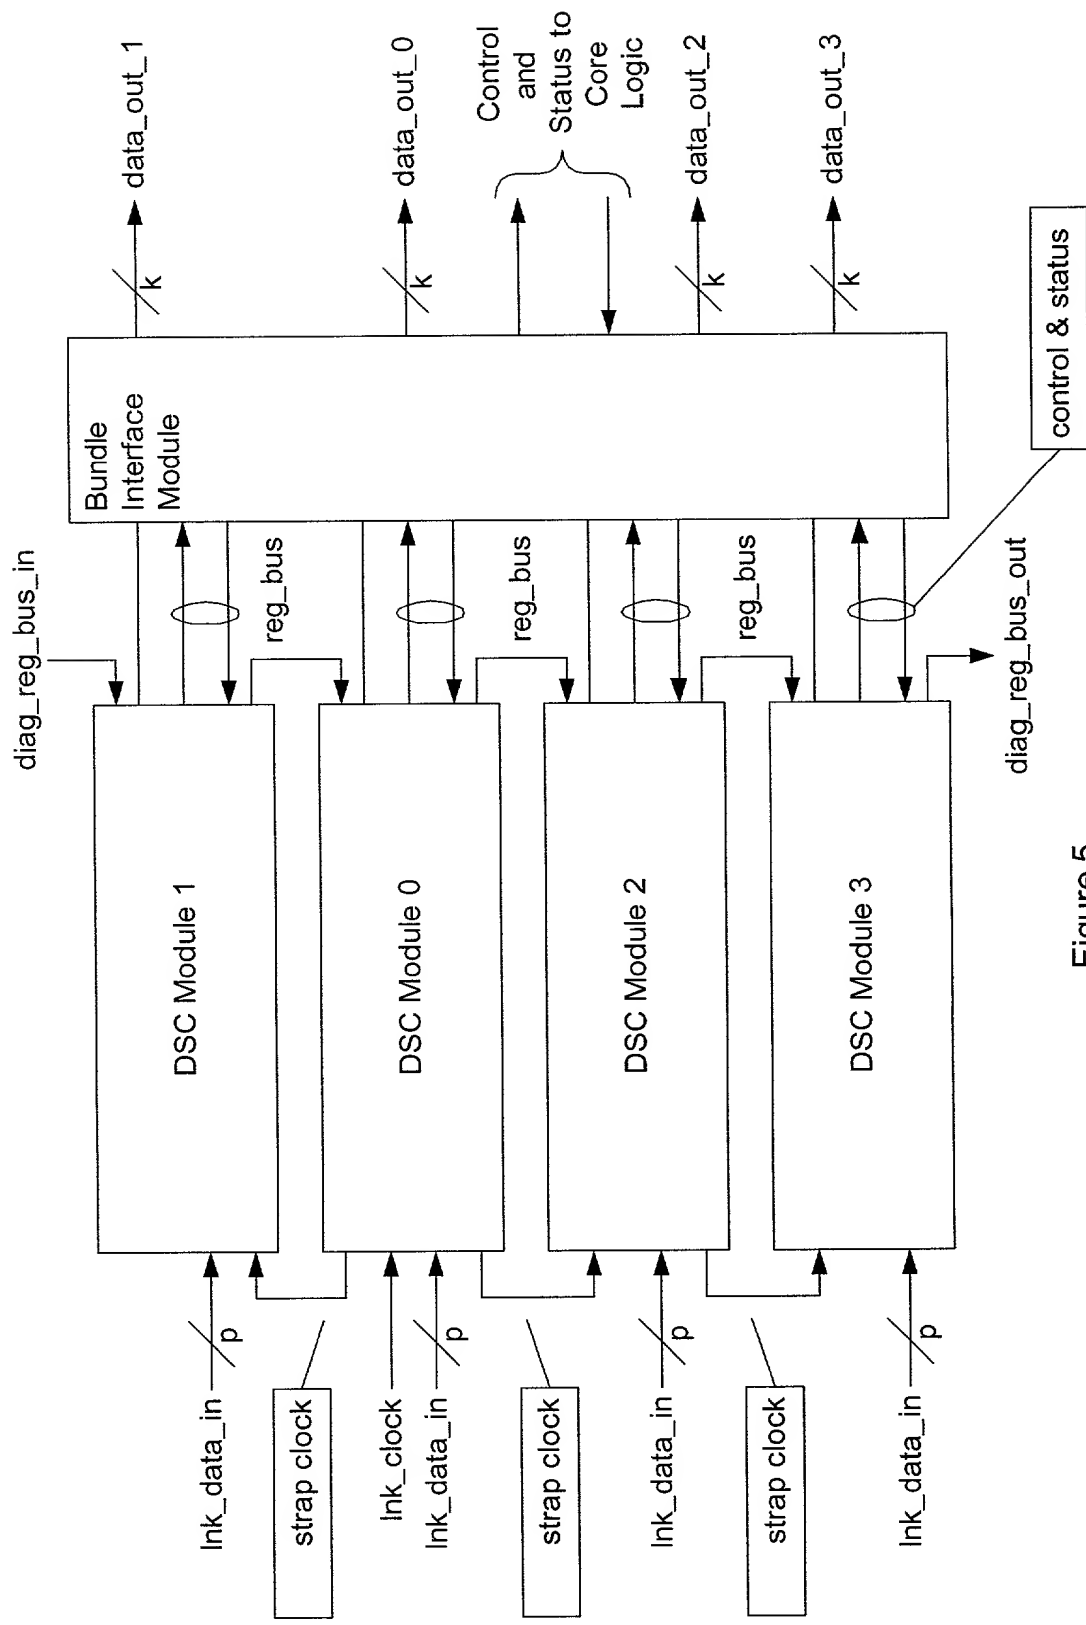 diag_reg_bus_in
Bundle
Interface
Module
data_out_1
k
lnk_data_in
p
DSC Module 1
reg_bus
strap clock
data_out_0
k
lnk_clock
lnk_data_in
p
DSC Module 0
reg_bus
Control
and
Status to
Core
Logic
strap clock
data_out_2
k
lnk_data_in
p
DSC Module 2
reg_bus
strap clock
data_out_3
k
lnk_data_in
p
DSC Module 3
diag_reg_bus_out
control & status
Figure 5